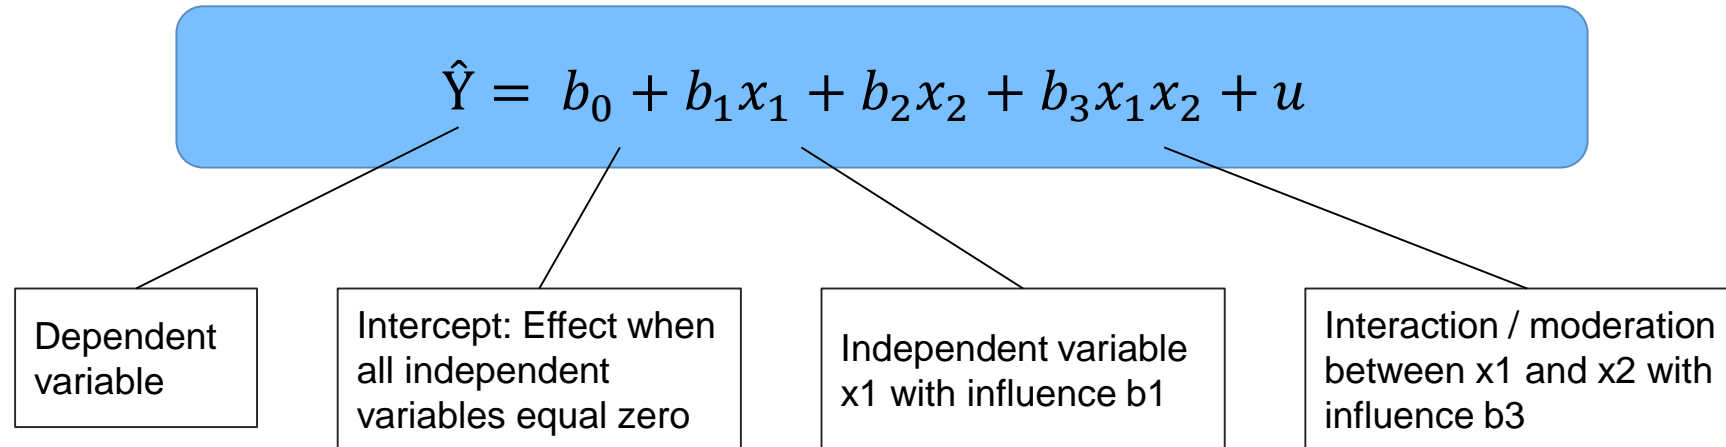 Ŷ = b₀ + b₁x₁ + b₂x₂ + b₃x₁x₂ + u
Dependent
variable
Intercept: Effect when
all independent
variables equal zero
Independent variable
x1 with influence b1
Interaction / moderation
between x1 and x2 with
influence b3